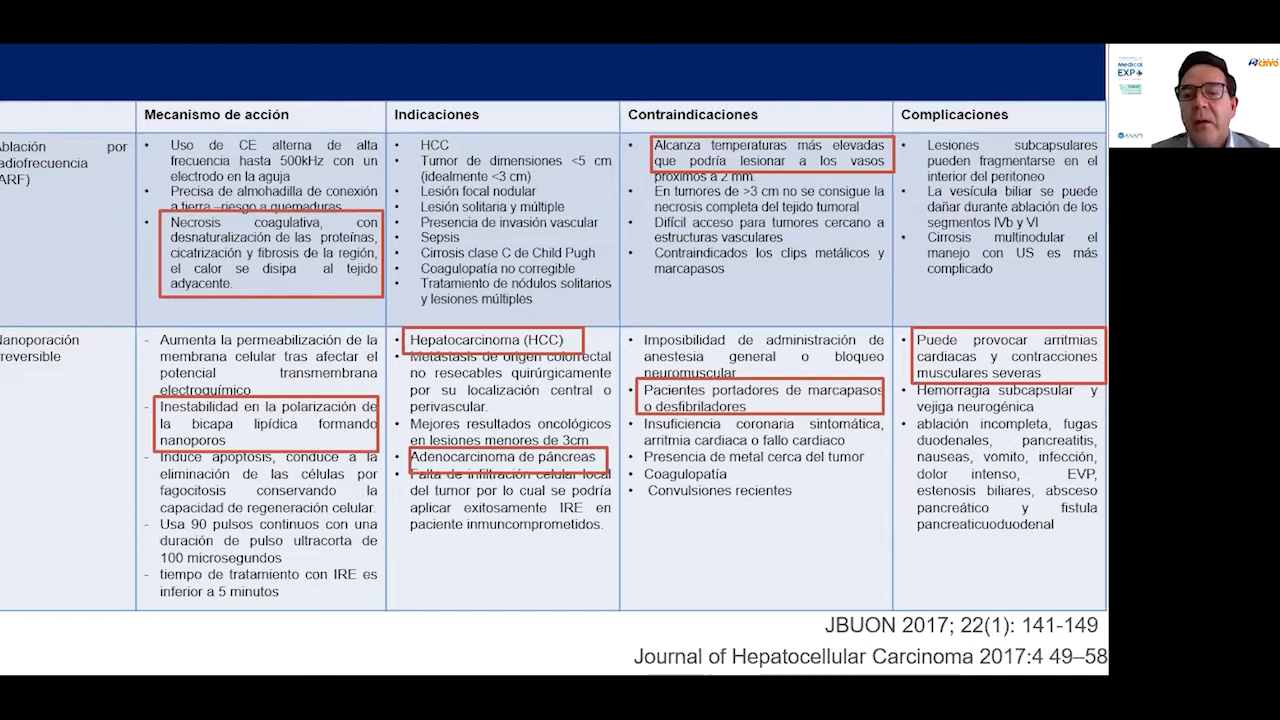 Mecanismo de acción
Indicaciones
Contraindicaciones
Complicaciones
Ablación por
adiofrecuencia
ARF)
• Uso de CE alterna de alta
frecuencia hasta 500kHz con un
electrodo en la aguja
• Precisa de almohadilla de conexión
a tierra –riesgo a quemaduras
• Necrosis coagulativa, con
desnaturalización de las proteínas,
cicatrización y fibrosis de la región,
el calor se disipa al tejido
adyacente.
• HCC
• Tumor de dimensiones <5 cm
(idealmente <3 cm)
• Lesión focal nodular
• Lesión solitaria y múltiple
• Presencia de invasión vascular
• Sepsis
• Cirrosis clase C de Child Pugh
• Coagulopatía no corregible
• Tratamiento de nódulos solitarios
y lesiones múltiples
• Alcanza temperaturas más elevadas
que podría lesionar a los vasos
próximos a 2 mm.
• En tumores de >3 cm no se consigue la
necrosis completa del tejido tumoral
• Difícil acceso para tumores cercano a
estructuras vasculares
• Contraindicados los clips metálicos y
marcapasos
• Lesiones subcapsulares
pueden fragmentarse en el
interior del peritoneo
• La vesícula biliar se puede
dañar durante ablación de los
segmentos IVb y VI
• Cirrosis multinodular el
manejo con US es más
complicado
Nanoporación
rreversible
- Aumenta la permeabilización de la
membrana celular tras afectar el
potencial transmembrana
electroquímico
- Inestabilidad en la polarización de
la bicapa lipídica formando
nanoporos
- Induce apoptosis, conduce a la
eliminación de las células por
fagocitosis conservando la
capacidad de regeneración celular.
- Usa 90 pulsos continuos con una
duración de pulso ultracorta de
100 microsegundos
- tiempo de tratamiento con IRE es
inferior a 5 minutos
• Hepatocarcinoma (HCC)
• Metástasis de origen colorrectal
no resecables quirúrgicamente
por su localización central o
perivascular.
• Mejores resultados oncológicos
en lesiones menores de 3cm
• Adenocarcinoma de páncreas
• Falta de infiltración celular local
del tumor por lo cual se podría
aplicar exitosamente IRE en
paciente inmuncomprometidos.
• Imposibilidad de administración de
anestesia general o bloqueo
neuromuscular
• Pacientes portadores de marcapasos
o desfibriladores
• Insuficiencia coronaria sintomática,
arritmia cardiaca o fallo cardiaco
• Presencia de metal cerca del tumor
• Coagulopatía
• Convulsiones recientes
• Puede provocar arritmias
cardiacas y contracciones
musculares severas
• Hemorragia subcapsular y
vejiga neurogénica
• ablación incompleta, fugas
duodenales, pancreatitis,
nauseas, vomito, infección,
dolor intenso, EVP,
estenosis biliares, absceso
pancreático y fistula
pancreaticuoduodenal
JBUON 2017; 22(1): 141-149
Journal of Hepatocellular Carcinoma 2017:4 49–58
Medical
EXPO
CRYO
ANAPS